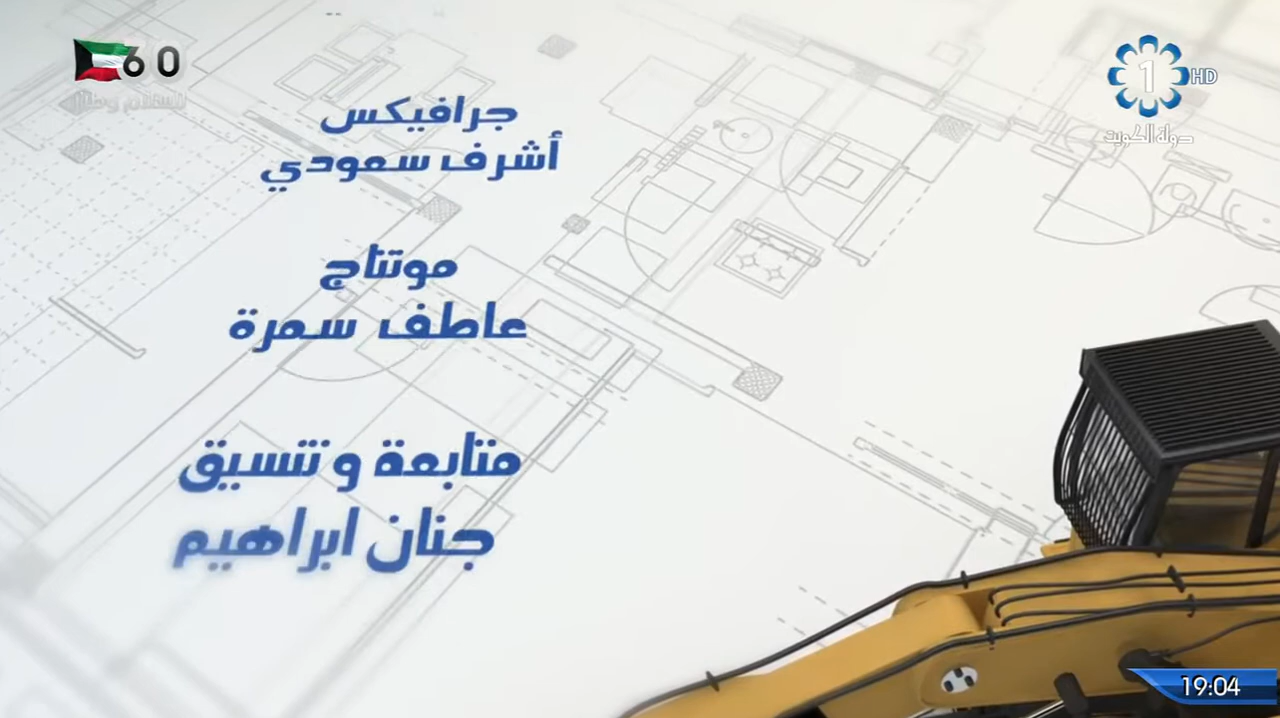 60
1 HD
دولة الكويت
جرافيكس
أشرف سعودي
مونتاج
عاطف سمرة
متابعة و تنسيق
جنان ابراهيم
19:04